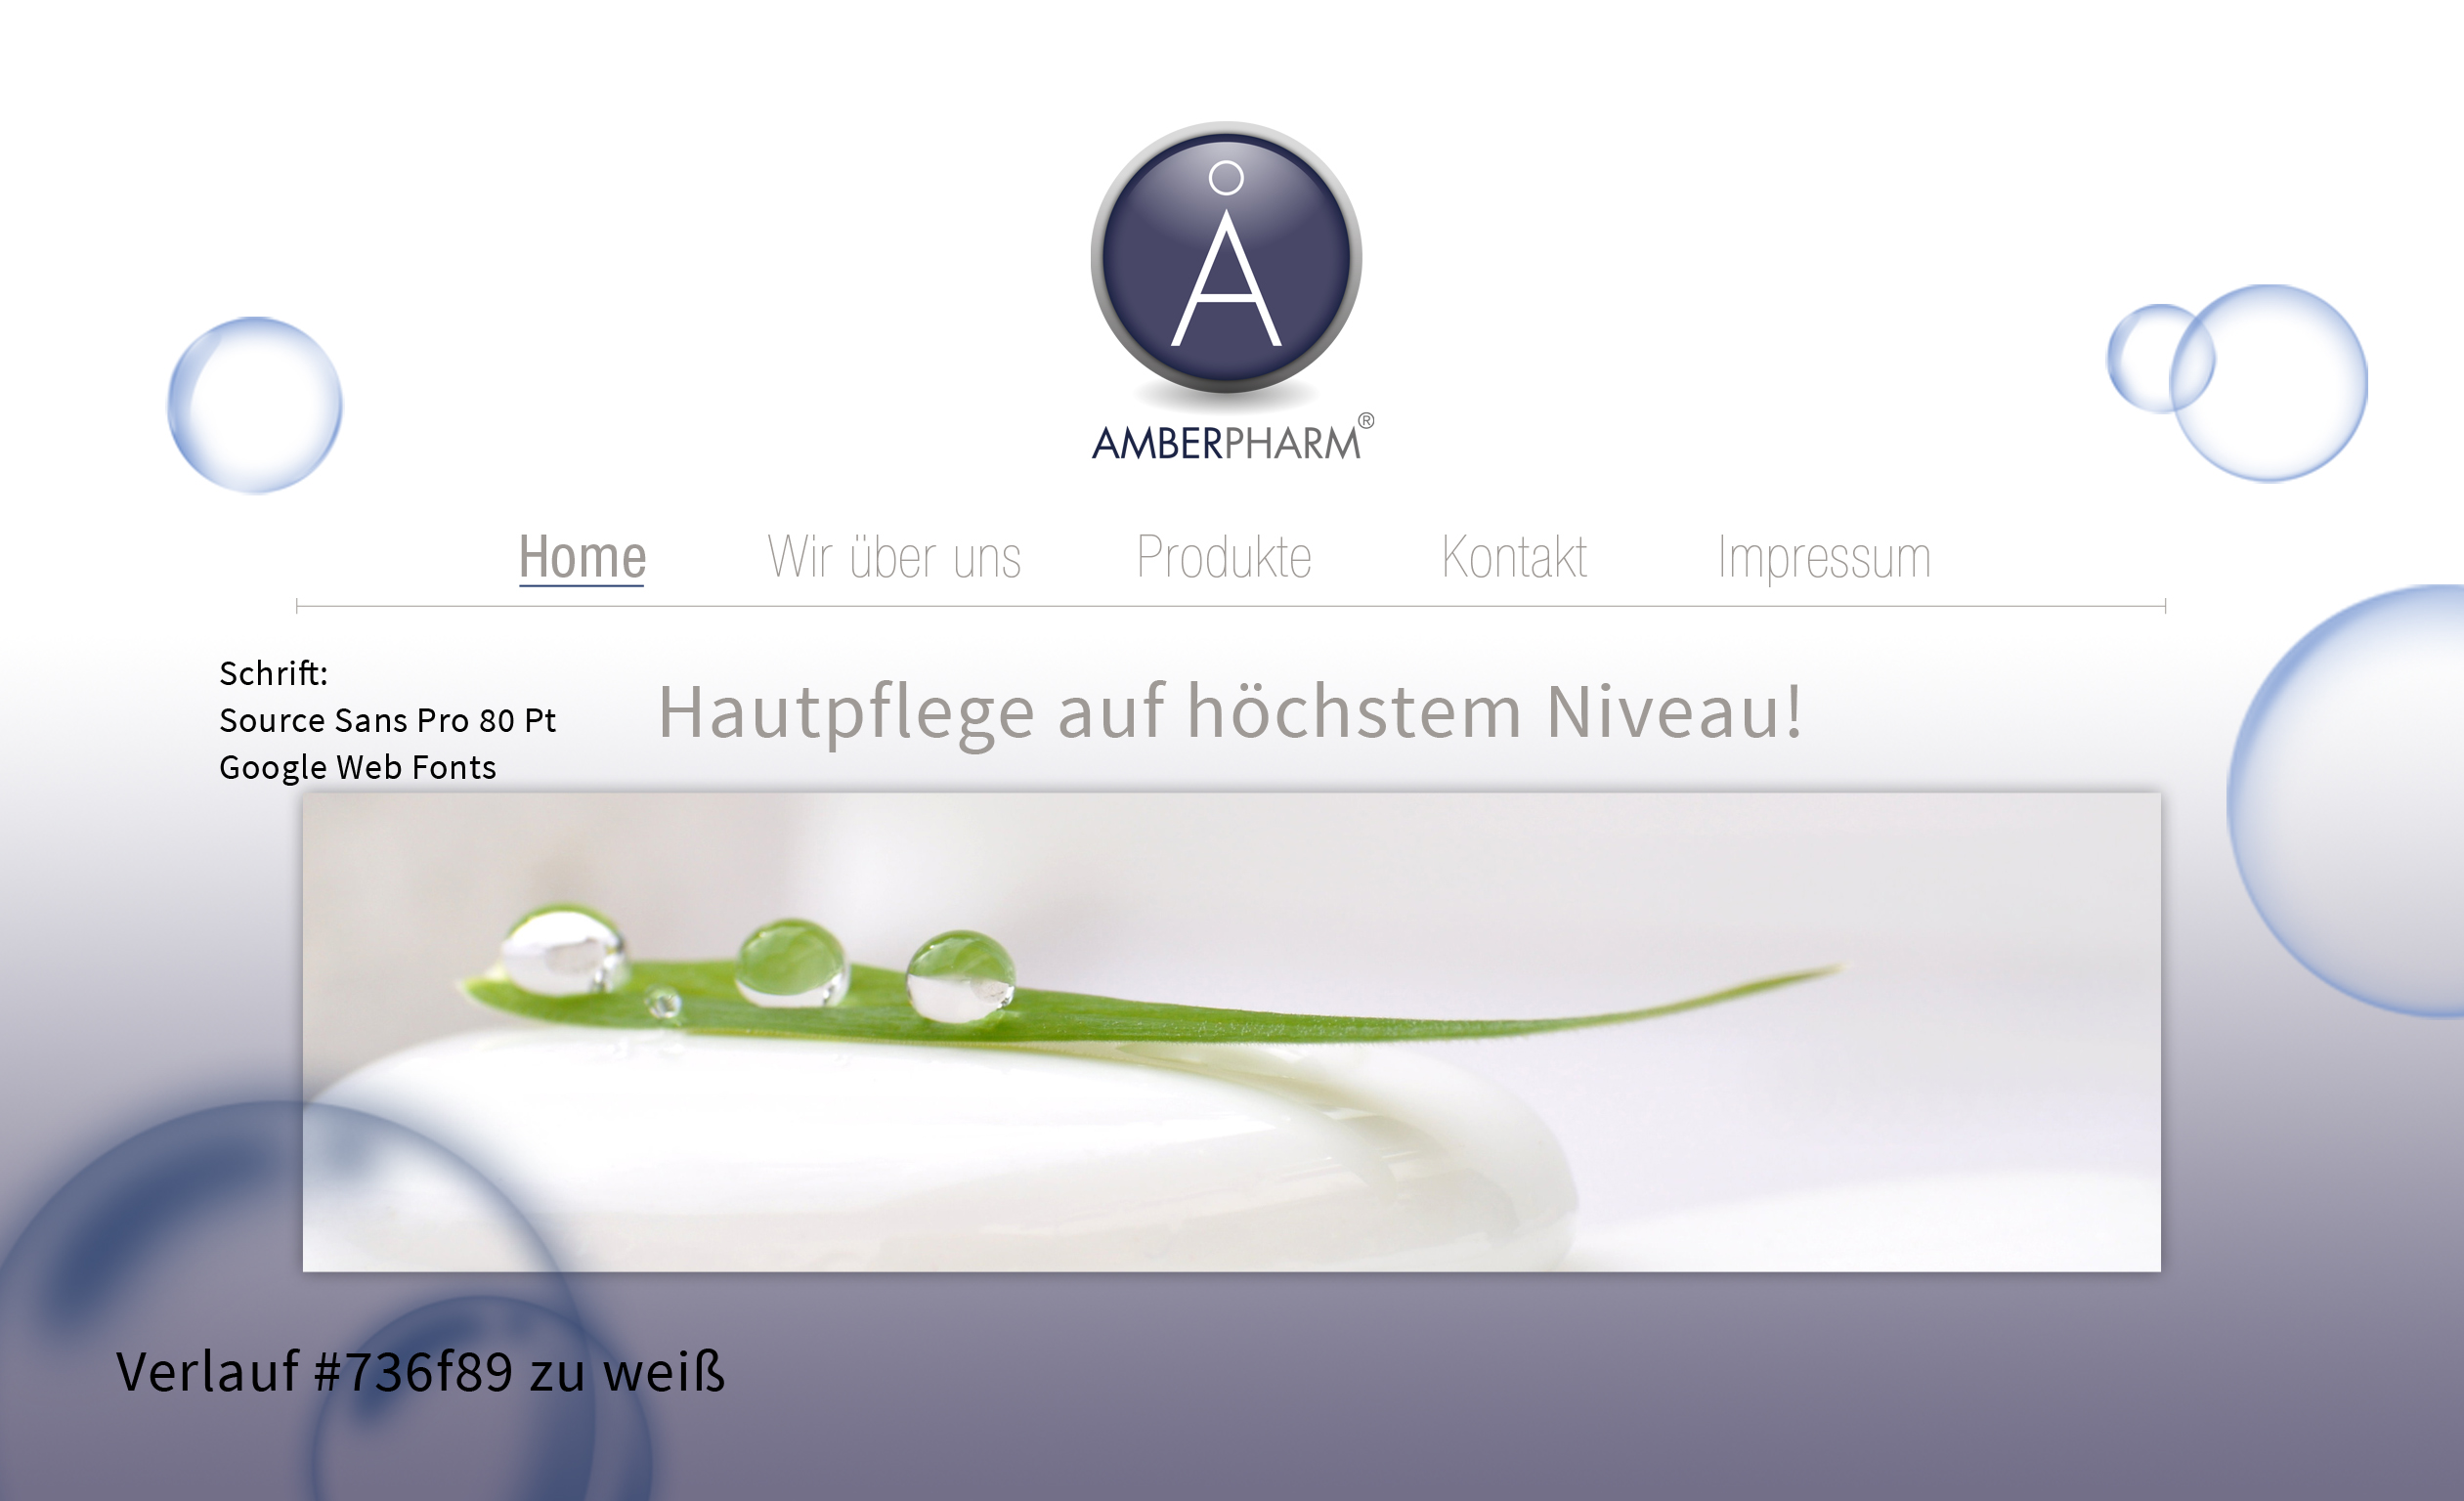 Å
AMBERPHARM®
Home Wir über uns Produkte Kontakt Impressum
Schrift:
Source Sans Pro 80 Pt
Google Web Fonts
Hautpflege auf höchstem Niveau!
Verlauf #736f89 zu weiß